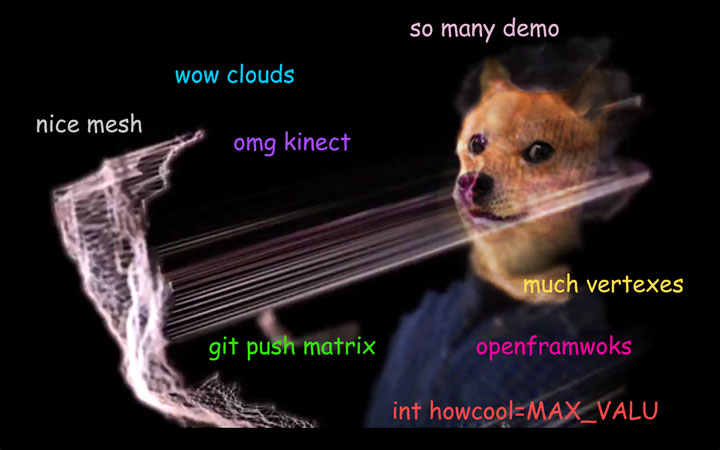 so many demo
wow clouds
nice mesh
omg kinect
much vertexes
git push matrix
openframwoks
int howcool=MAX_VALU